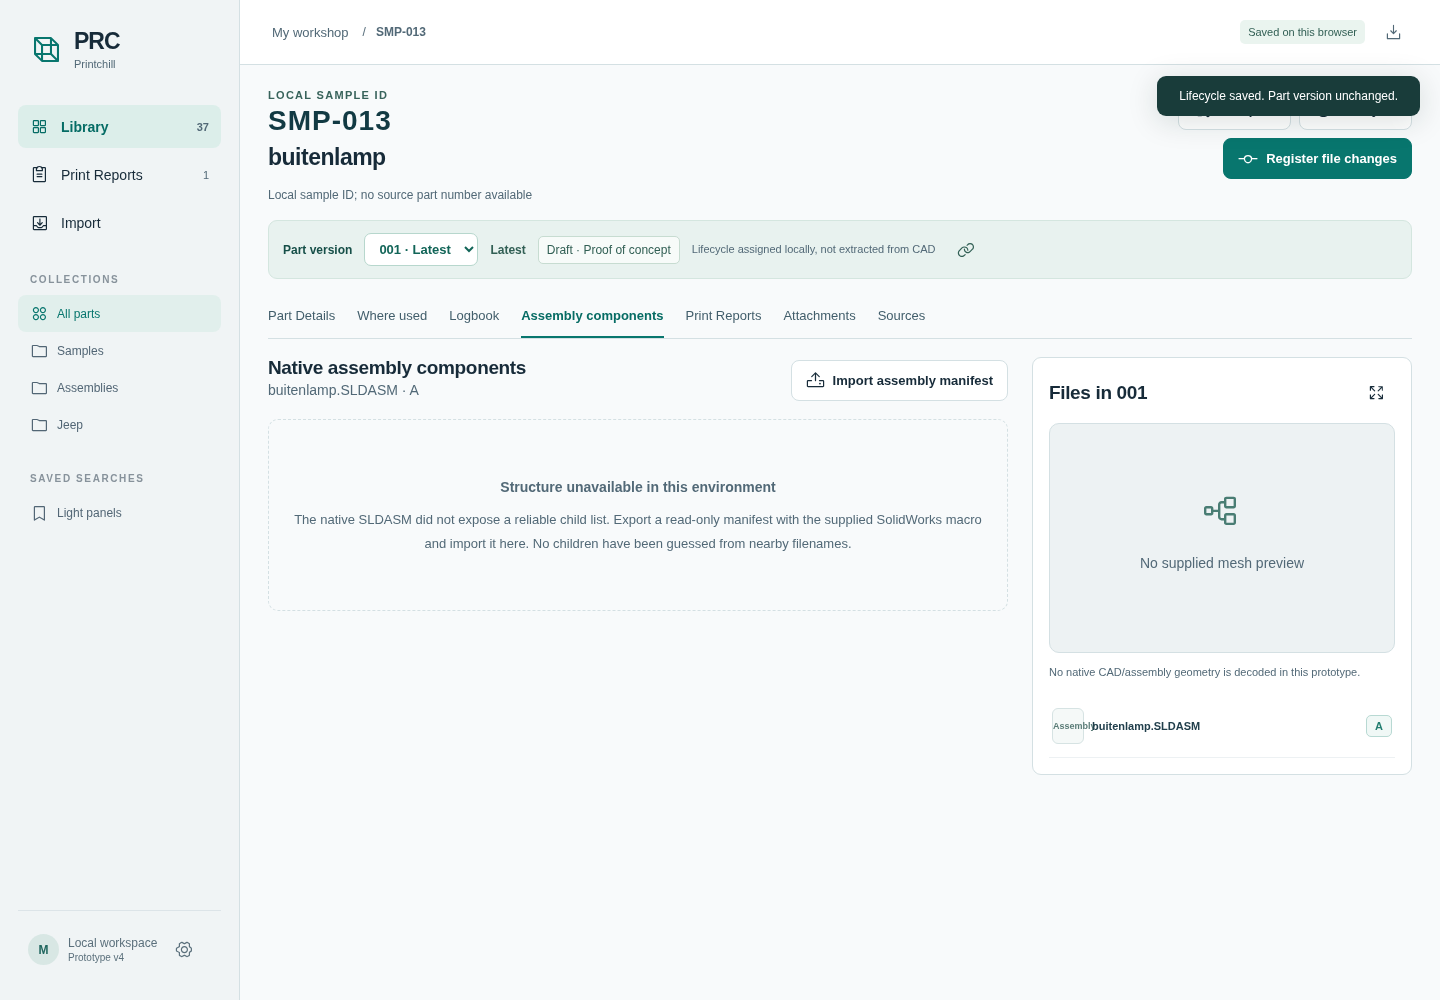 PRC
Printchill
Library 37
Print Reports 1
Import
COLLECTIONS
All parts
Samples
Assemblies
Jeep
SAVED SEARCHES
Light panels
M
Local workspace
Prototype v4
My workshop / SMP-013
Saved on this browser
Lifecycle saved. Part version unchanged.
LOCAL SAMPLE ID
SMP-013
buitenlamp
Register file changes
Local sample ID; no source part number available
Part version 001 · Latest Latest Draft · Proof of concept Lifecycle assigned locally, not extracted from CAD
Part Details Where used Logbook Assembly components Print Reports Attachments Sources
Native assembly components
buitenlamp.SLDASM · A
Import assembly manifest
Structure unavailable in this environment
The native SLDASM did not expose a reliable child list. Export a read-only manifest with the supplied SolidWorks macro
and import it here. No children have been guessed from nearby filenames.
Files in 001
No supplied mesh preview
No native CAD/assembly geometry is decoded in this prototype.
Assembly buitenlamp.SLDASM A